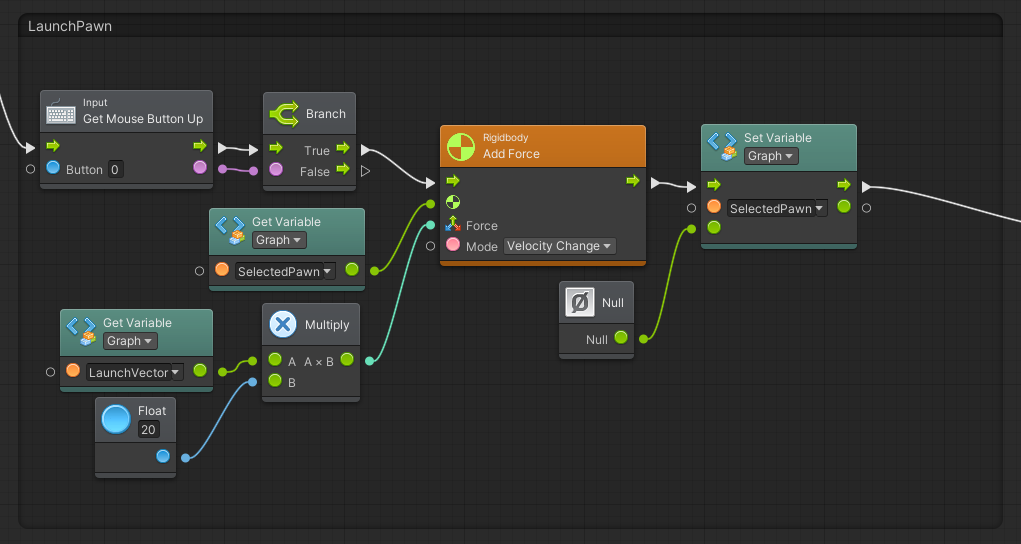 LaunchPawn
Input
Get Mouse Button Up
Button 0
Branch
True
False
Rigidbody
Add Force
Force
Mode Velocity Change
Set Variable
Graph
SelectedPawn
Get Variable
Graph
SelectedPawn
Null
Null
Get Variable
Graph
LaunchVector
Multiply
A A × B
B
Float
20